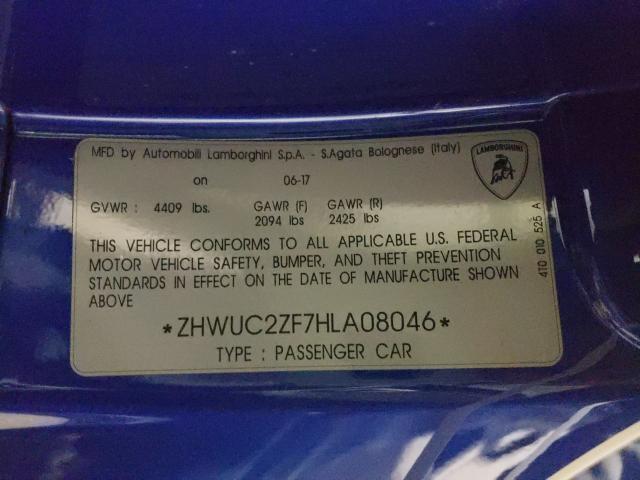 MFD by Automobili Lamborghini S.p.A. - S.Agata Bolognese (Italy)
LAMBORGHINI
on 06-17
GVWR : 4409 lbs. GAWR (F) GAWR (R)
2094 lbs 2425 lbs
THIS VEHICLE CONFORMS TO ALL APPLICABLE U.S. FEDERAL
MOTOR VEHICLE SAFETY, BUMPER, AND THEFT PREVENTION
STANDARDS IN EFFECT ON THE DATE OF MANUFACTURE SHOWN
ABOVE
*ZHWUC2ZF7HLA08046*
TYPE : PASSENGER CAR
4T0 010 525 A